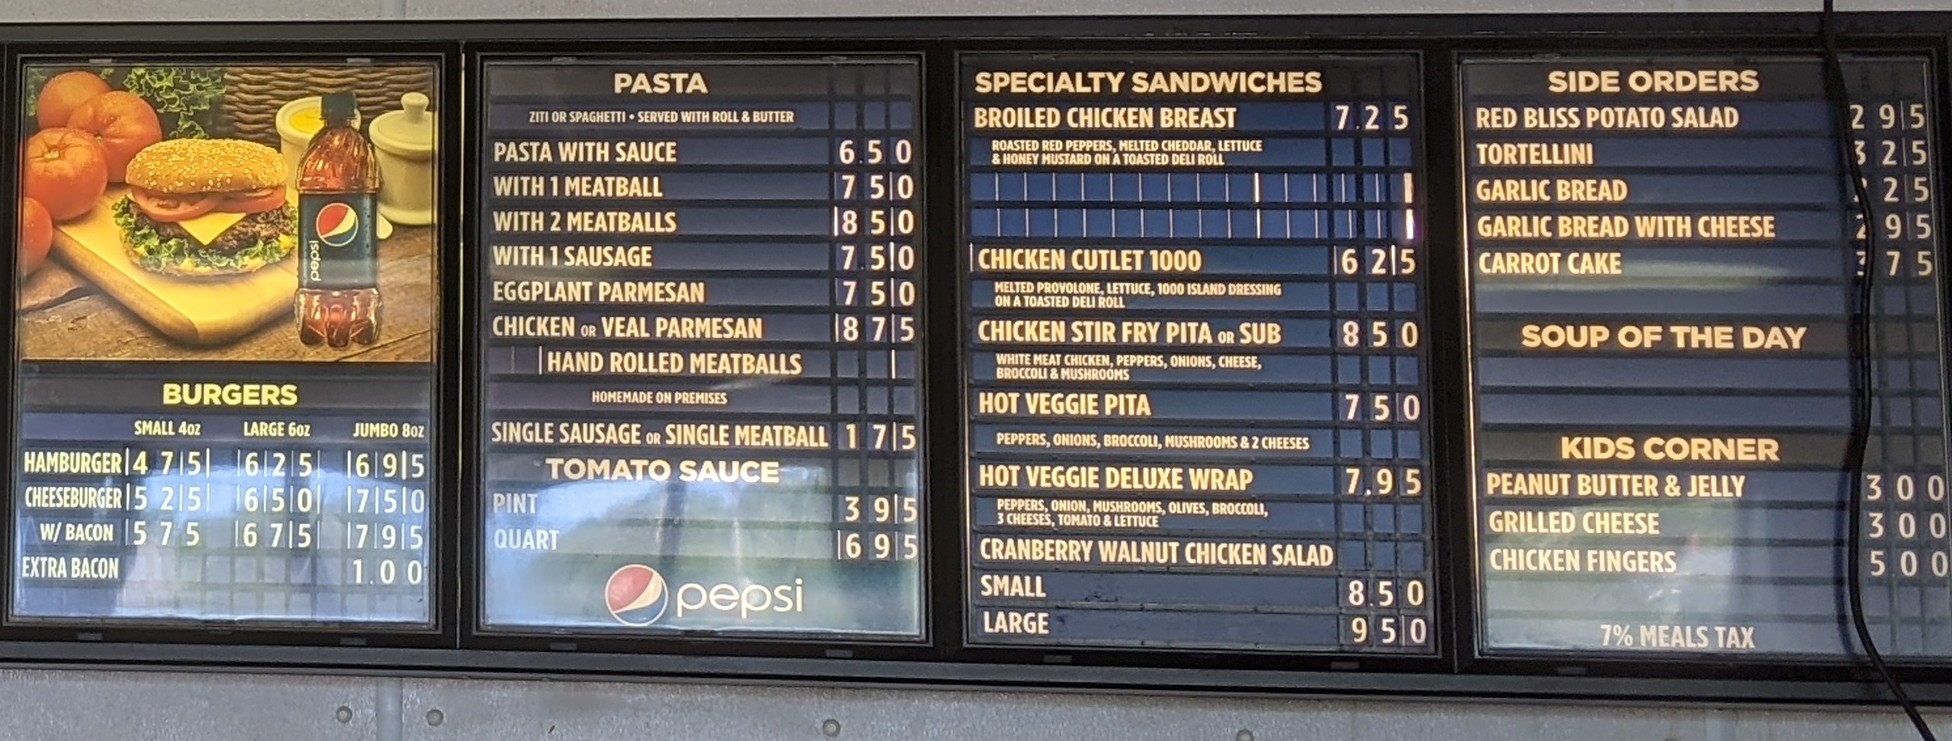 pepsi
BURGERS
SMALL 4oz LARGE 6oz JUMBO 8oz
HAMBURGER 4 7 5 6 2 5 6 9 5
CHEESEBURGER 5 2 5 6 5 0 7 5 0
W/ BACON 5 7 5 6 7 5 7 9 5
EXTRA BACON 1.0 0
PASTA
ZITI OR SPAGHETTI • SERVED WITH ROLL & BUTTER
PASTA WITH SAUCE 6.5 0
WITH 1 MEATBALL 7 5 0
WITH 2 MEATBALLS 8 5 0
WITH 1 SAUSAGE 7.5 0
EGGPLANT PARMESAN 7 5 0
CHICKEN OR VEAL PARMESAN 8 7 5
HAND ROLLED MEATBALLS
HOMEMADE ON PREMISES
SINGLE SAUSAGE OR SINGLE MEATBALL 1 7 5
TOMATO SAUCE
PINT 3 9 5
QUART 6 9 5
pepsi
SPECIALTY SANDWICHES
BROILED CHICKEN BREAST 7.2 5
ROASTED RED PEPPERS, MELTED CHEDDAR, LETTUCE
& HONEY MUSTARD ON A TOASTED DELI ROLL
CHICKEN CUTLET 1000 6 2 5
MELTED PROVOLONE, LETTUCE, 1000 ISLAND DRESSING
ON A TOASTED DELI ROLL
CHICKEN STIR FRY PITA OR SUB 8 5 0
WHITE MEAT CHICKEN, PEPPERS, ONIONS, CHEESE,
BROCCOLI & MUSHROOMS
HOT VEGGIE PITA 7 5 0
PEPPERS, ONIONS, BROCCOLI, MUSHROOMS & 2 CHEESES
HOT VEGGIE DELUXE WRAP 7.9 5
PEPPERS, ONION, MUSHROOMS, OLIVES, BROCCOLI,
3 CHEESES, TOMATO & LETTUCE
CRANBERRY WALNUT CHICKEN SALAD
SMALL 8.5 0
LARGE 9 5 0
SIDE ORDERS
RED BLISS POTATO SALAD 2 9 5
TORTELLINI 3 2 5
GARLIC BREAD 2 5
GARLIC BREAD WITH CHEESE 2 9 5
CARROT CAKE 3 7 5
SOUP OF THE DAY
KIDS CORNER
PEANUT BUTTER & JELLY 3 0 0
GRILLED CHEESE 3 0 0
CHICKEN FINGERS 5 0 0
7% MEALS TAX